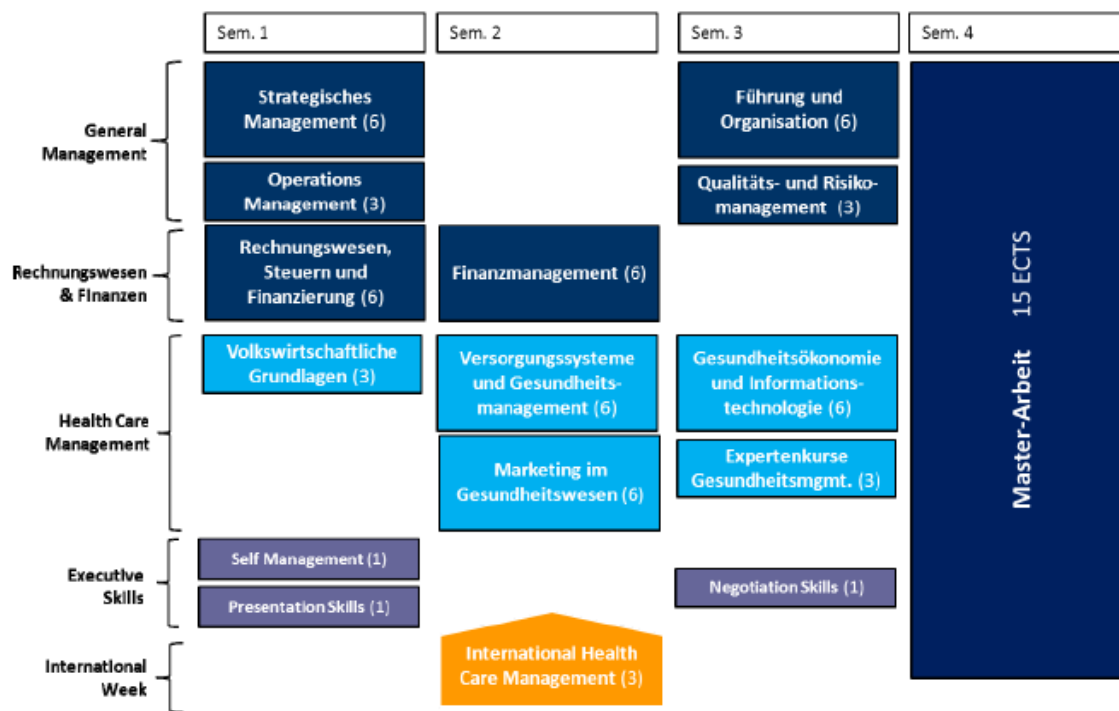 Sem. 1
Sem. 2
Sem. 3
Sem. 4
General
Management
Strategisches
Management (6)
Operations
Management (3)
Führung und
Organisation (6)
Qualitäts- und Risiko-
management (3)
Rechnungswesen
& Finanzen
Rechnungswesen,
Steuern und
Finanzierung (6)
Finanzmanagement (6)
Health Care
Management
Volkswirtschaftliche
Grundlagen (3)
Versorgungssysteme
und Gesundheits-
management (6)
Marketing im
Gesundheitswesen (6)
Gesundheitsökonomie
und Informations-
technologie (6)
Expertenkurse
Gesundheitsmgmt. (3)
Executive
Skills
Self Management (1)
Presentation Skills (1)
Negotiation Skills (1)
International
Week
International Health
Care Management (3)
Master-Arbeit 15 ECTS